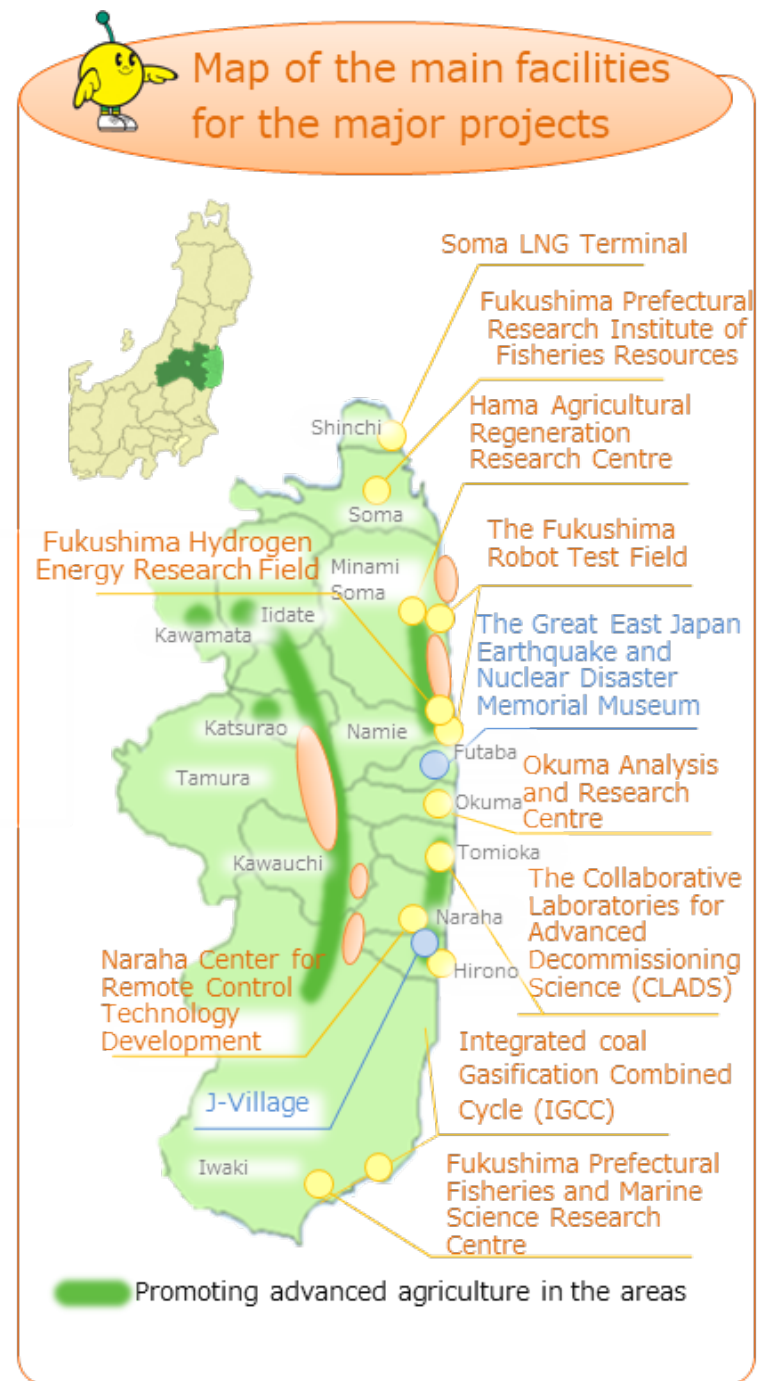 Map of the main facilities
for the major projects
Soma LNG Terminal
Fukushima Prefectural
Research Institute of
Fisheries Resources
Hama Agricultural
Regeneration
Research Centre
Shinchi
Soma
The Fukushima
Robot Test Field
Fukushima Hydrogen
Energy Research Field
Minami
Soma
Iidate
Kawamata
The Great East Japan
Earthquake and
Nuclear Disaster
Memorial Museum
Katsurao
Namie
Futaba
Tamura
Okuma Analysis
and Research
Centre
Okuma
Kawauchi
Tomioka
The Collaborative
Laboratories for
Advanced
Decommissioning
Science (CLADS)
Naraha
Hirono
Naraha Center for
Remote Control
Technology
Development
Integrated coal
Gasification Combined
Cycle (IGCC)
J-Village
Iwaki
Fukushima Prefectural
Fisheries and Marine
Science Research
Centre
Promoting advanced agriculture in the areas